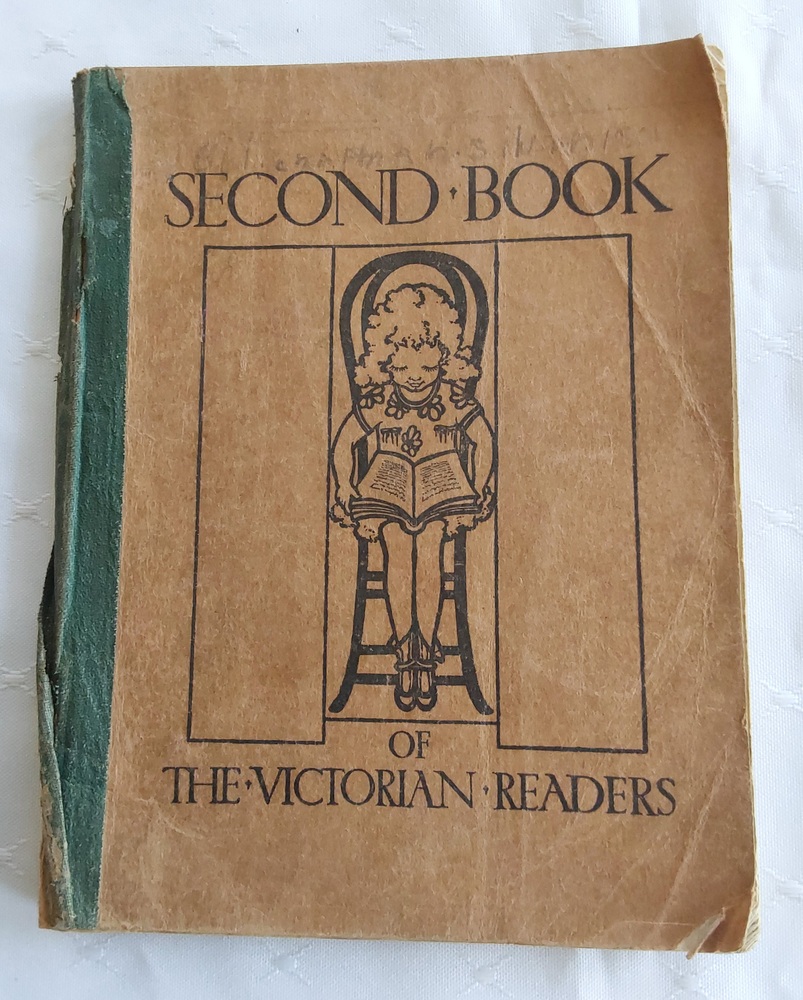 SECOND · BOOK
OF
THE · VICTORIAN · READERS